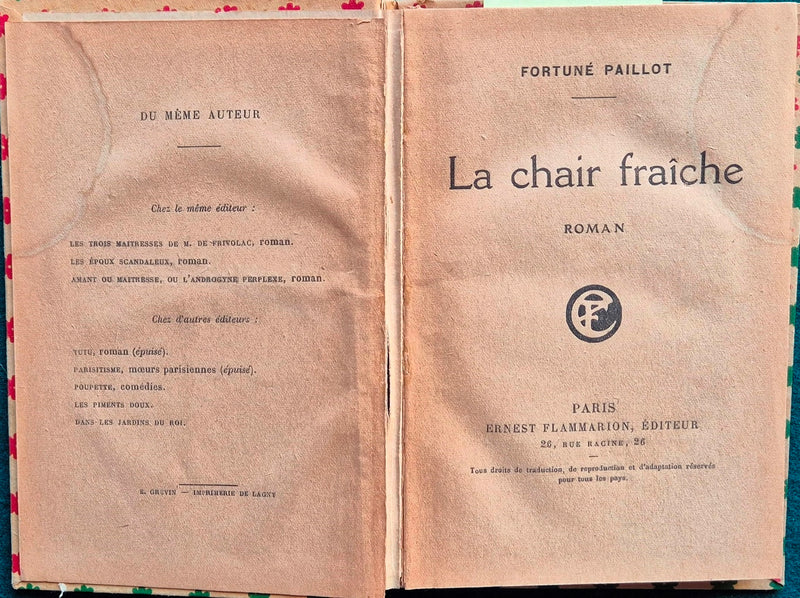 DU MÊME AUTEUR
Chez le même éditeur :
LES TROIS MAITRESSES DE M. DE FRIVOLAC, roman.
LES ÉPOUX SCANDALEUX, roman.
AMANT OU MAITRESSE, OU L'ANDROGYNE PERPLEXE, roman.
Chez d'autres éditeurs :
TUTU, roman (épuisé).
PARISITISME, mœurs parisiennes (épuisé).
POUPETTE, comédies.
LES PIMENTS DOUX.
DANS LES JARDINS DU ROI.
E. GREVIN — IMPRIMERIE DE LAGNY
FORTUNÉ PAILLOT
La chair fraîche
ROMAN
PARIS
ERNEST FLAMMARION, ÉDITEUR
26, RUE RACINE, 26
Tous droits de traduction, de reproduction et d'adaptation réservés
pour tous les pays.